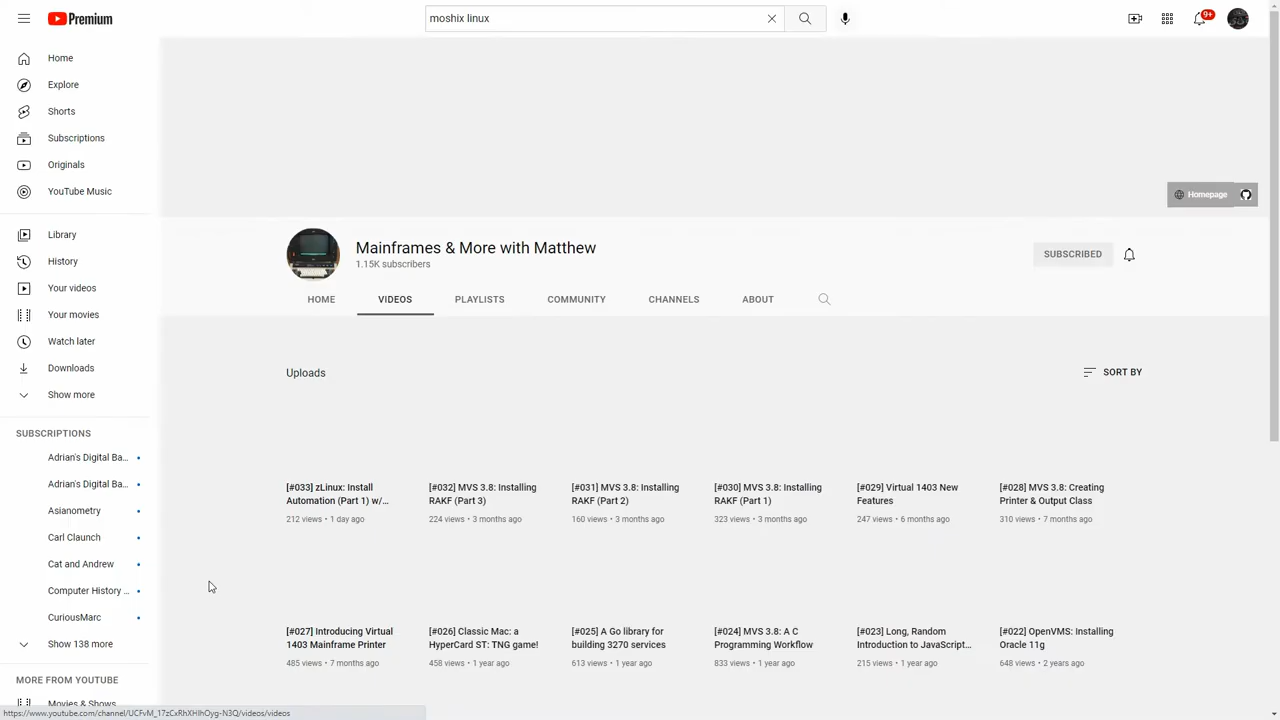 Premium
moshix linux
9+
Home
Explore
Shorts
Subscriptions
Originals
YouTube Music
Library
History
Your videos
Your movies
Watch later
Downloads
Show more
SUBSCRIPTIONS
Adrian's Digital Ba...
Adrian's Digital Ba...
Asianometry
Carl Claunch
Cat and Andrew
Computer History ...
CuriousMarc
Show 138 more
MORE FROM YOUTUBE
Movies & Shows
https://www.youtube.com/channel/UCFvM_17zCxRhXHlhOyg-N3Q/videos/videos
Homepage
Mainframes & More with Matthew
1.15K subscribers
SUBSCRIBED
HOME VIDEOS PLAYLISTS COMMUNITY CHANNELS ABOUT
Uploads
SORT BY
[#033] zLinux: Install
Automation (Part 1) w/...
212 views • 1 day ago
[#032] MVS 3.8: Installing
RAKF (Part 3)
224 views • 3 months ago
[#031] MVS 3.8: Installing
RAKF (Part 2)
160 views • 3 months ago
[#030] MVS 3.8: Installing
RAKF (Part 1)
323 views • 3 months ago
[#029] Virtual 1403 New
Features
247 views • 6 months ago
[#028] MVS 3.8: Creating
Printer & Output Class
310 views • 7 months ago
[#027] Introducing Virtual
1403 Mainframe Printer
485 views • 7 months ago
[#026] Classic Mac: a
HyperCard ST: TNG game!
458 views • 1 year ago
[#025] A Go library for
building 3270 services
613 views • 1 year ago
[#024] MVS 3.8: A C
Programming Workflow
833 views • 1 year ago
[#023] Long, Random
Introduction to JavaScript...
215 views • 1 year ago
[#022] OpenVMS: Installing
Oracle 11g
648 views • 2 years ago